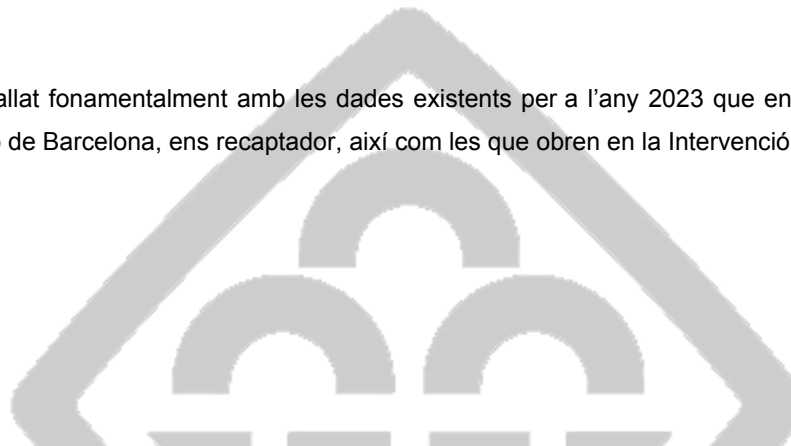 allat fonamentalment amb les dades existents per a l’any 2023 que en
de Barcelona, ens recaptador, així com les que obren en la Intervenció